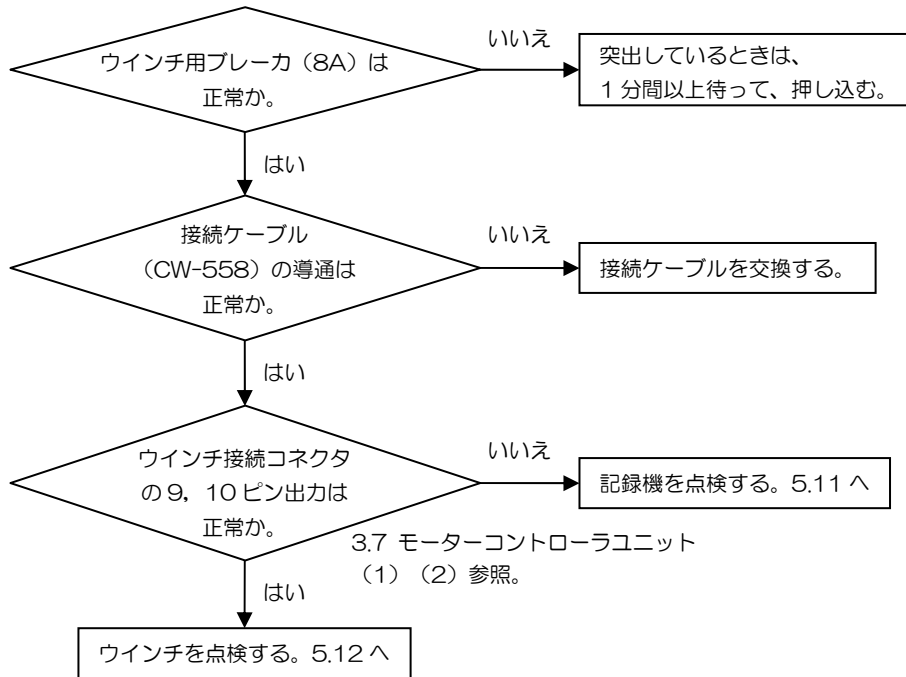 ウインチ用ブレーカ（8A）は
正常か。
いいえ
突出しているときは、
1 分間以上待って、押し込む。
はい
接続ケーブル
（CW-558）の導通は
正常か。
いいえ
接続ケーブルを交換する。
はい
ウインチ接続コネクタ
の 9，10 ピン出力は
正常か。
いいえ
記録機を点検する。5.11 へ
3.7 モーターコントローラユニット
（1）（2）参照。
はい
ウインチを点検する。5.12 へ